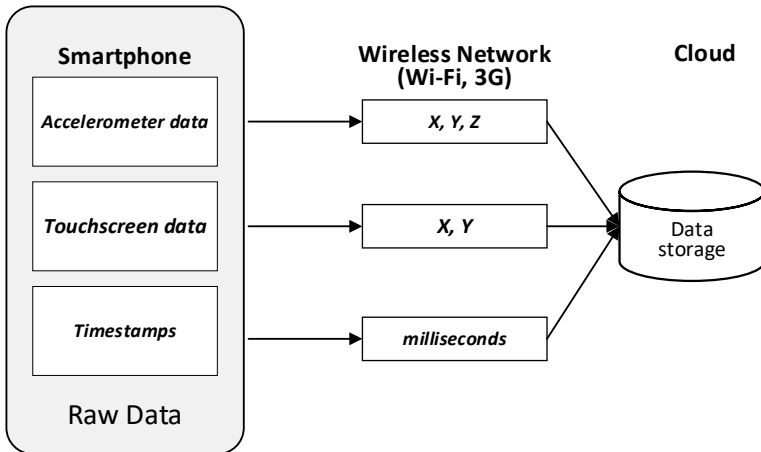 Smartphone
Accelerometer data
Touchscreen data
Timestamps
Raw Data
Wireless Network
(Wi-Fi, 3G)
X, Y, Z
X, Y
milliseconds
Cloud
Data
storage